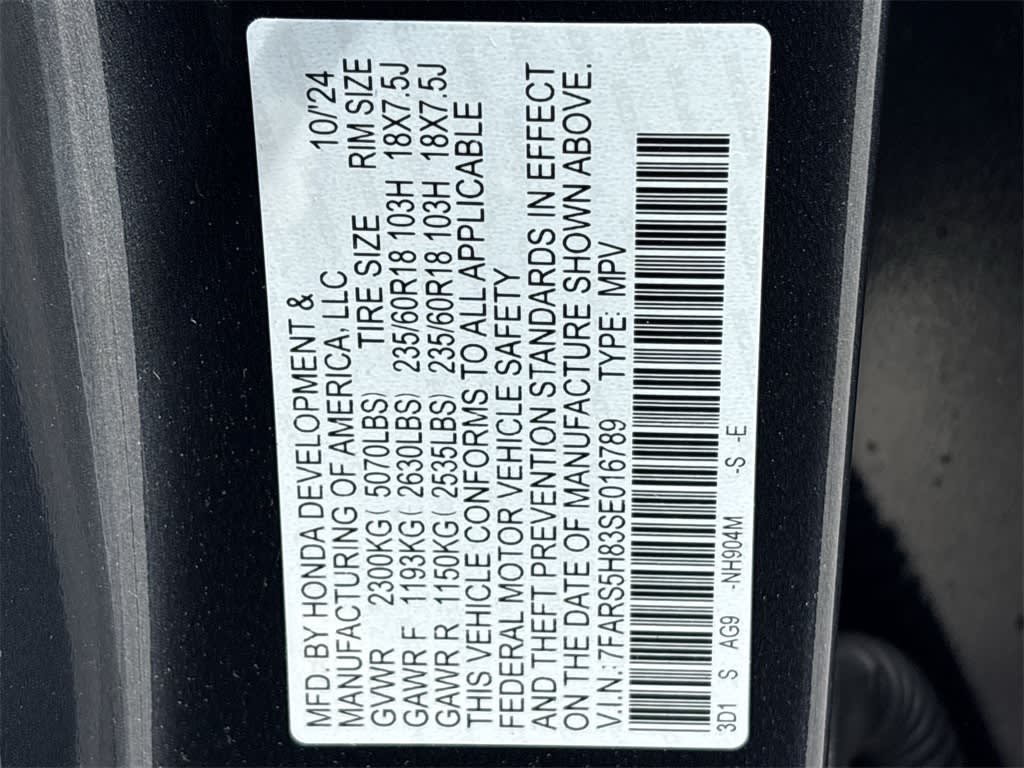 MFD. BY HONDA DEVELOPMENT &
MANUFACTURING OF AMERICA, LLC 10/"24
GVWR 2300KG ( 5070LBS) TIRE SIZE RIM SIZE
GAWR F 1193KG ( 2630LBS) 235/60R18 103H 18X7.5J
GAWR R 1150KG ( 2535LBS) 235/60R18 103H 18X7.5J
THIS VEHICLE CONFORMS TO ALL APPLICABLE
FEDERAL MOTOR VEHICLE SAFETY
AND THEFT PREVENTION STANDARDS IN EFFECT
ON THE DATE OF MANUFACTURE SHOWN ABOVE.
V.I.N.: 7FARS5H83SE016789 TYPE: MPV
3D1 S AG9 -NH904M -S -E